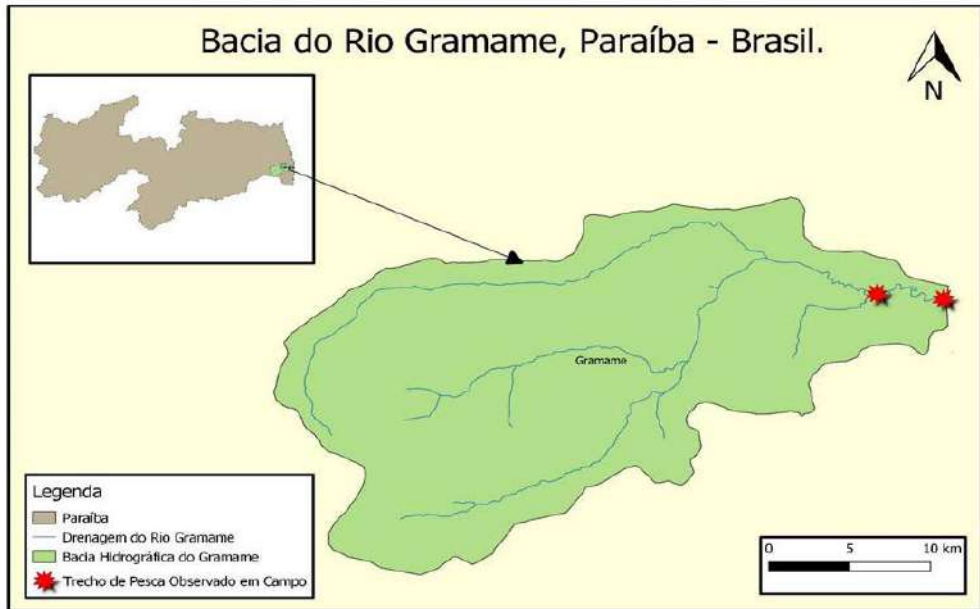 Bacia do Rio Gramame, Paraíba - Brasil.
N
Gramame
Legenda
Paraíba
Drenagem do Rio Gramame
Bacia Hidrográfica do Gramame
Trecho de Pesca Observado em Campo
0 5 10 km